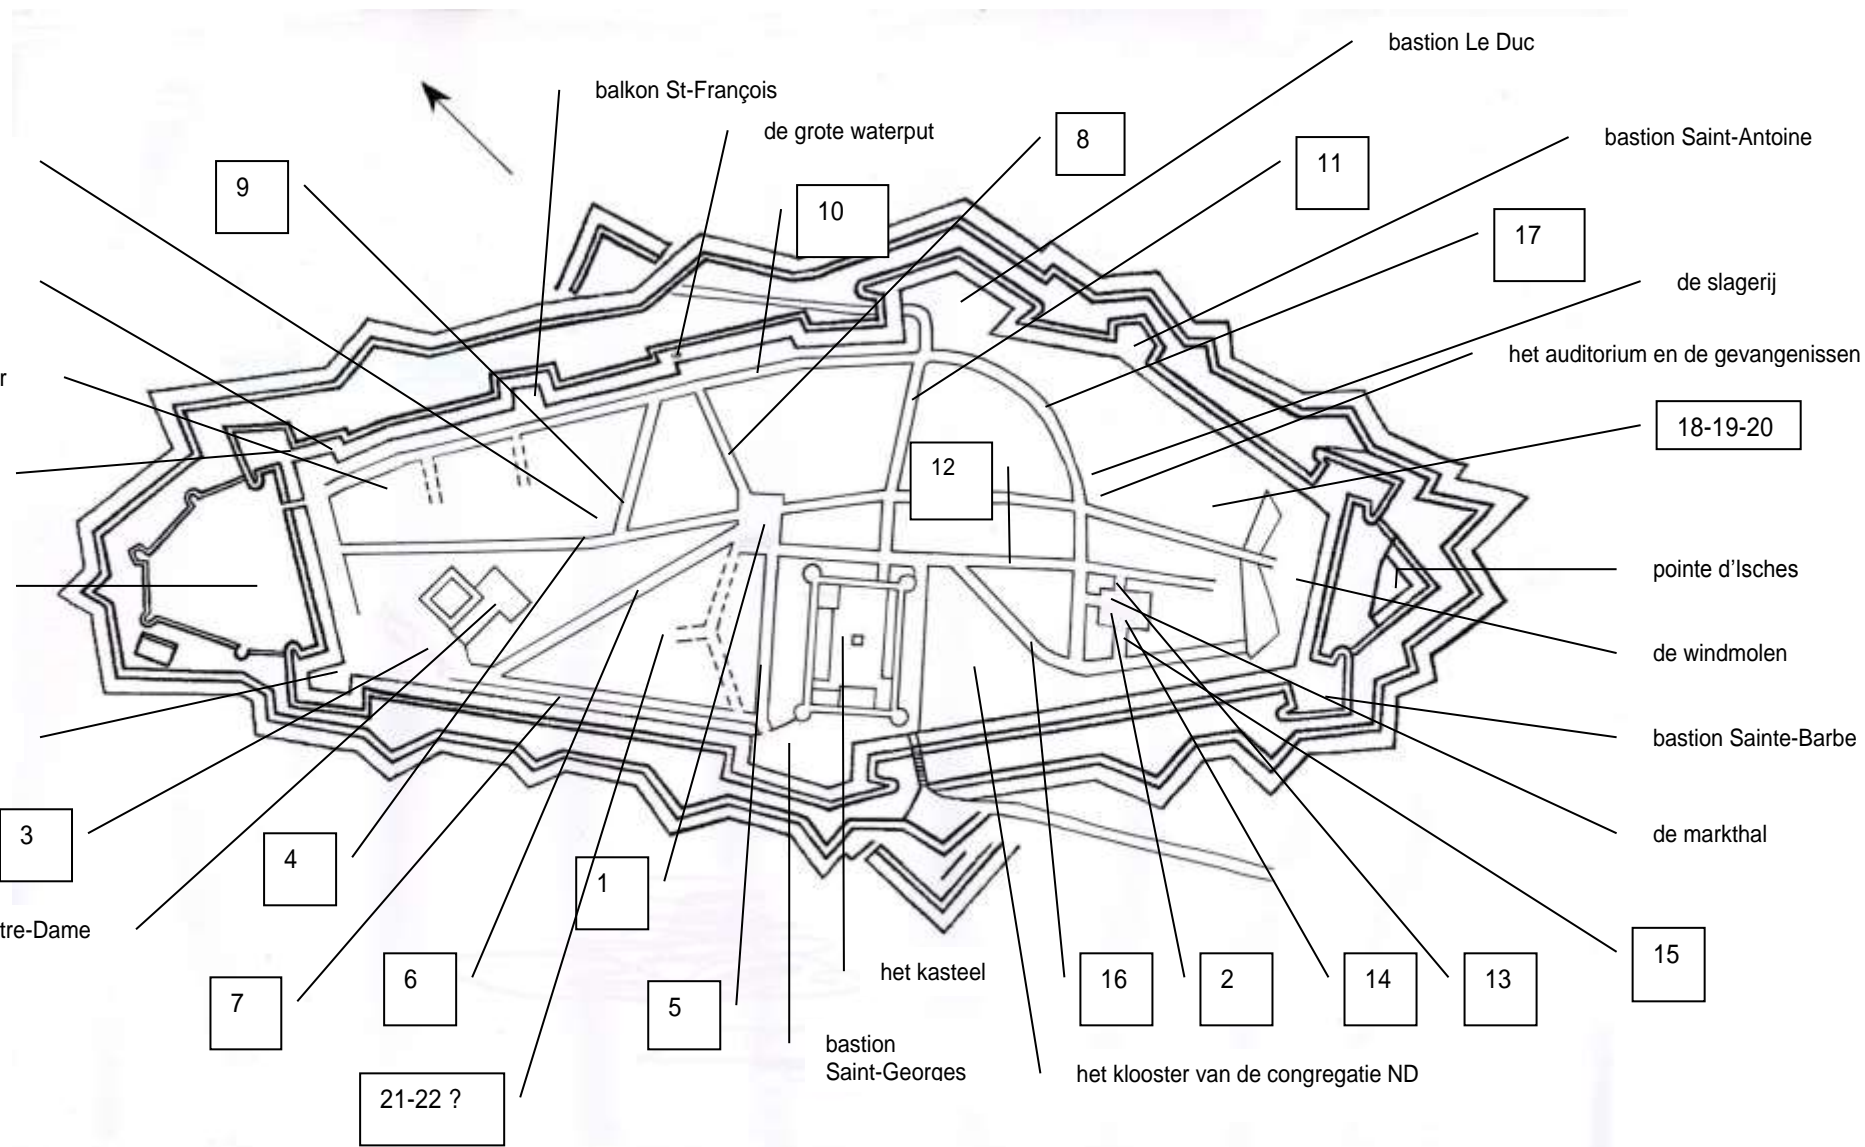 bastion Le Duc
balkon St-François
de grote waterput
8
bastion Saint-Antoine
9
11
10
17
de slagerij
het auditorium en de gevangenissen
r
18-19-20
12
pointe d'Isches
de windmolen
bastion Sainte-Barbe
3
4
1
de markthal
tre-Dame
7
6
5
het kasteel
16
2
14
13
15
bastion
Saint-Georges
het klooster van de congregatie ND
21-22 ?